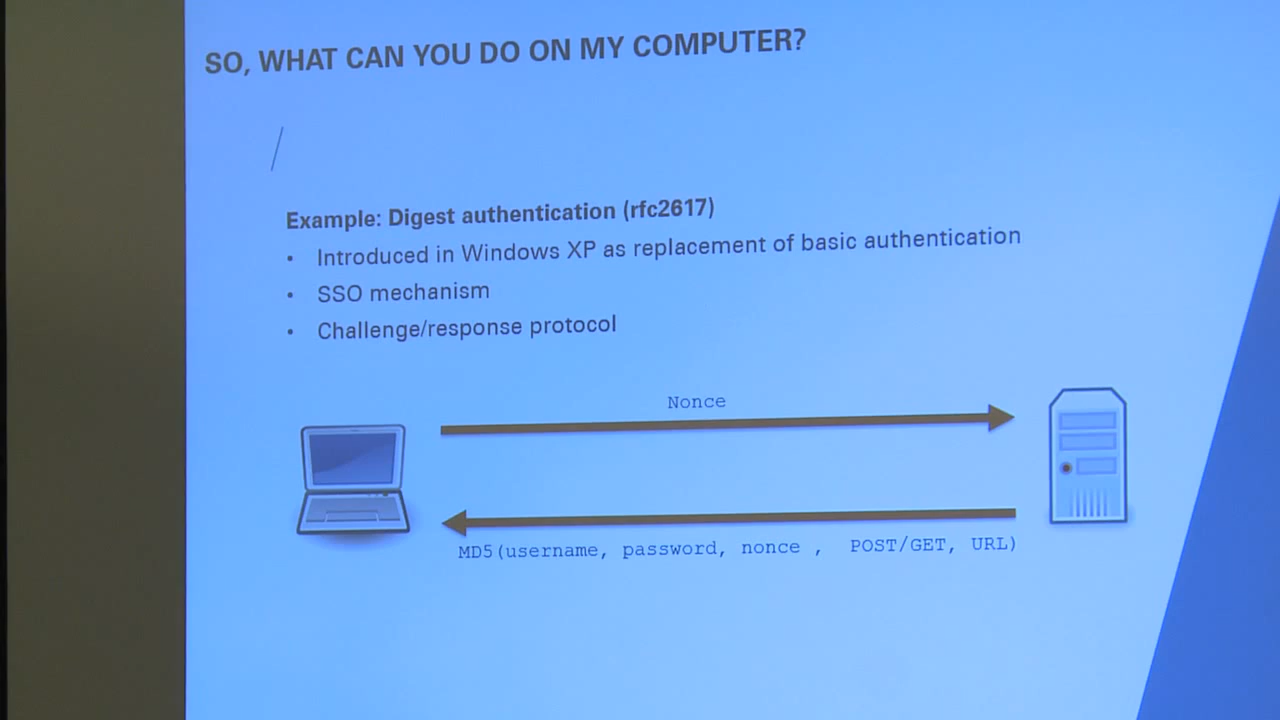 SO, WHAT CAN YOU DO ON MY COMPUTER?
/
Example: Digest authentication (rfc2617)
• Introduced in Windows XP as replacement of basic authentication
• SSO mechanism
• Challenge/response protocol
Nonce
MD5(username, password, nonce , POST/GET, URL)